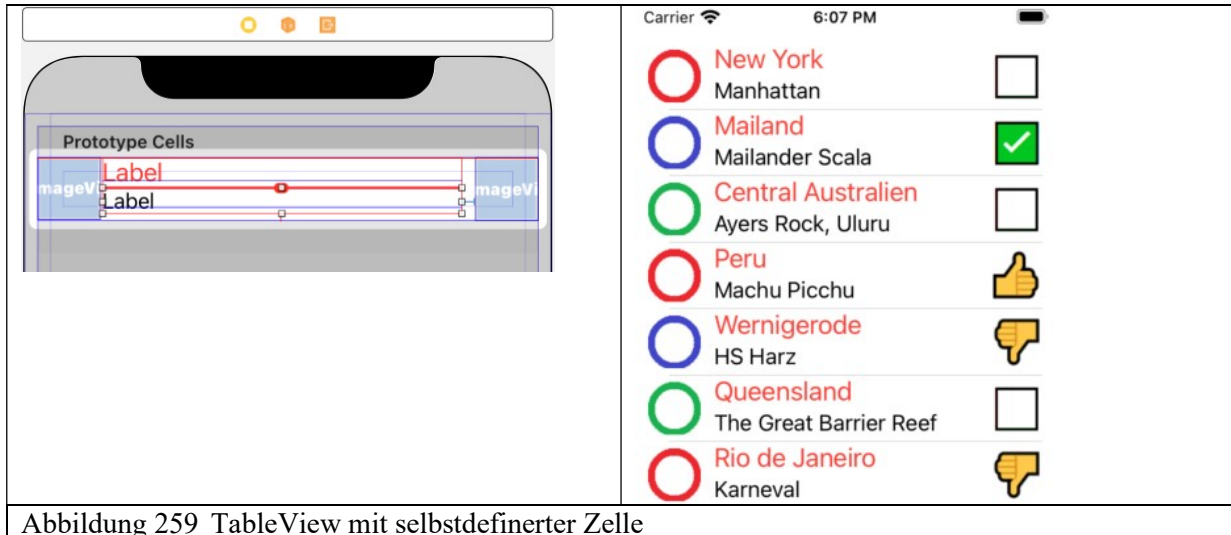 Prototype Cells
mageVi
Label
Label
mageVi
Carrier 6:07 PM
New York
Manhattan
Mailand
Mailander Scala
Central Australien
Ayers Rock, Uluru
Peru
Machu Picchu
Wernigerode
HS Harz
Queensland
The Great Barrier Reef
Rio de Janeiro
Karneval
Abbildung 259 TableView mit selbstdefinerter Zelle